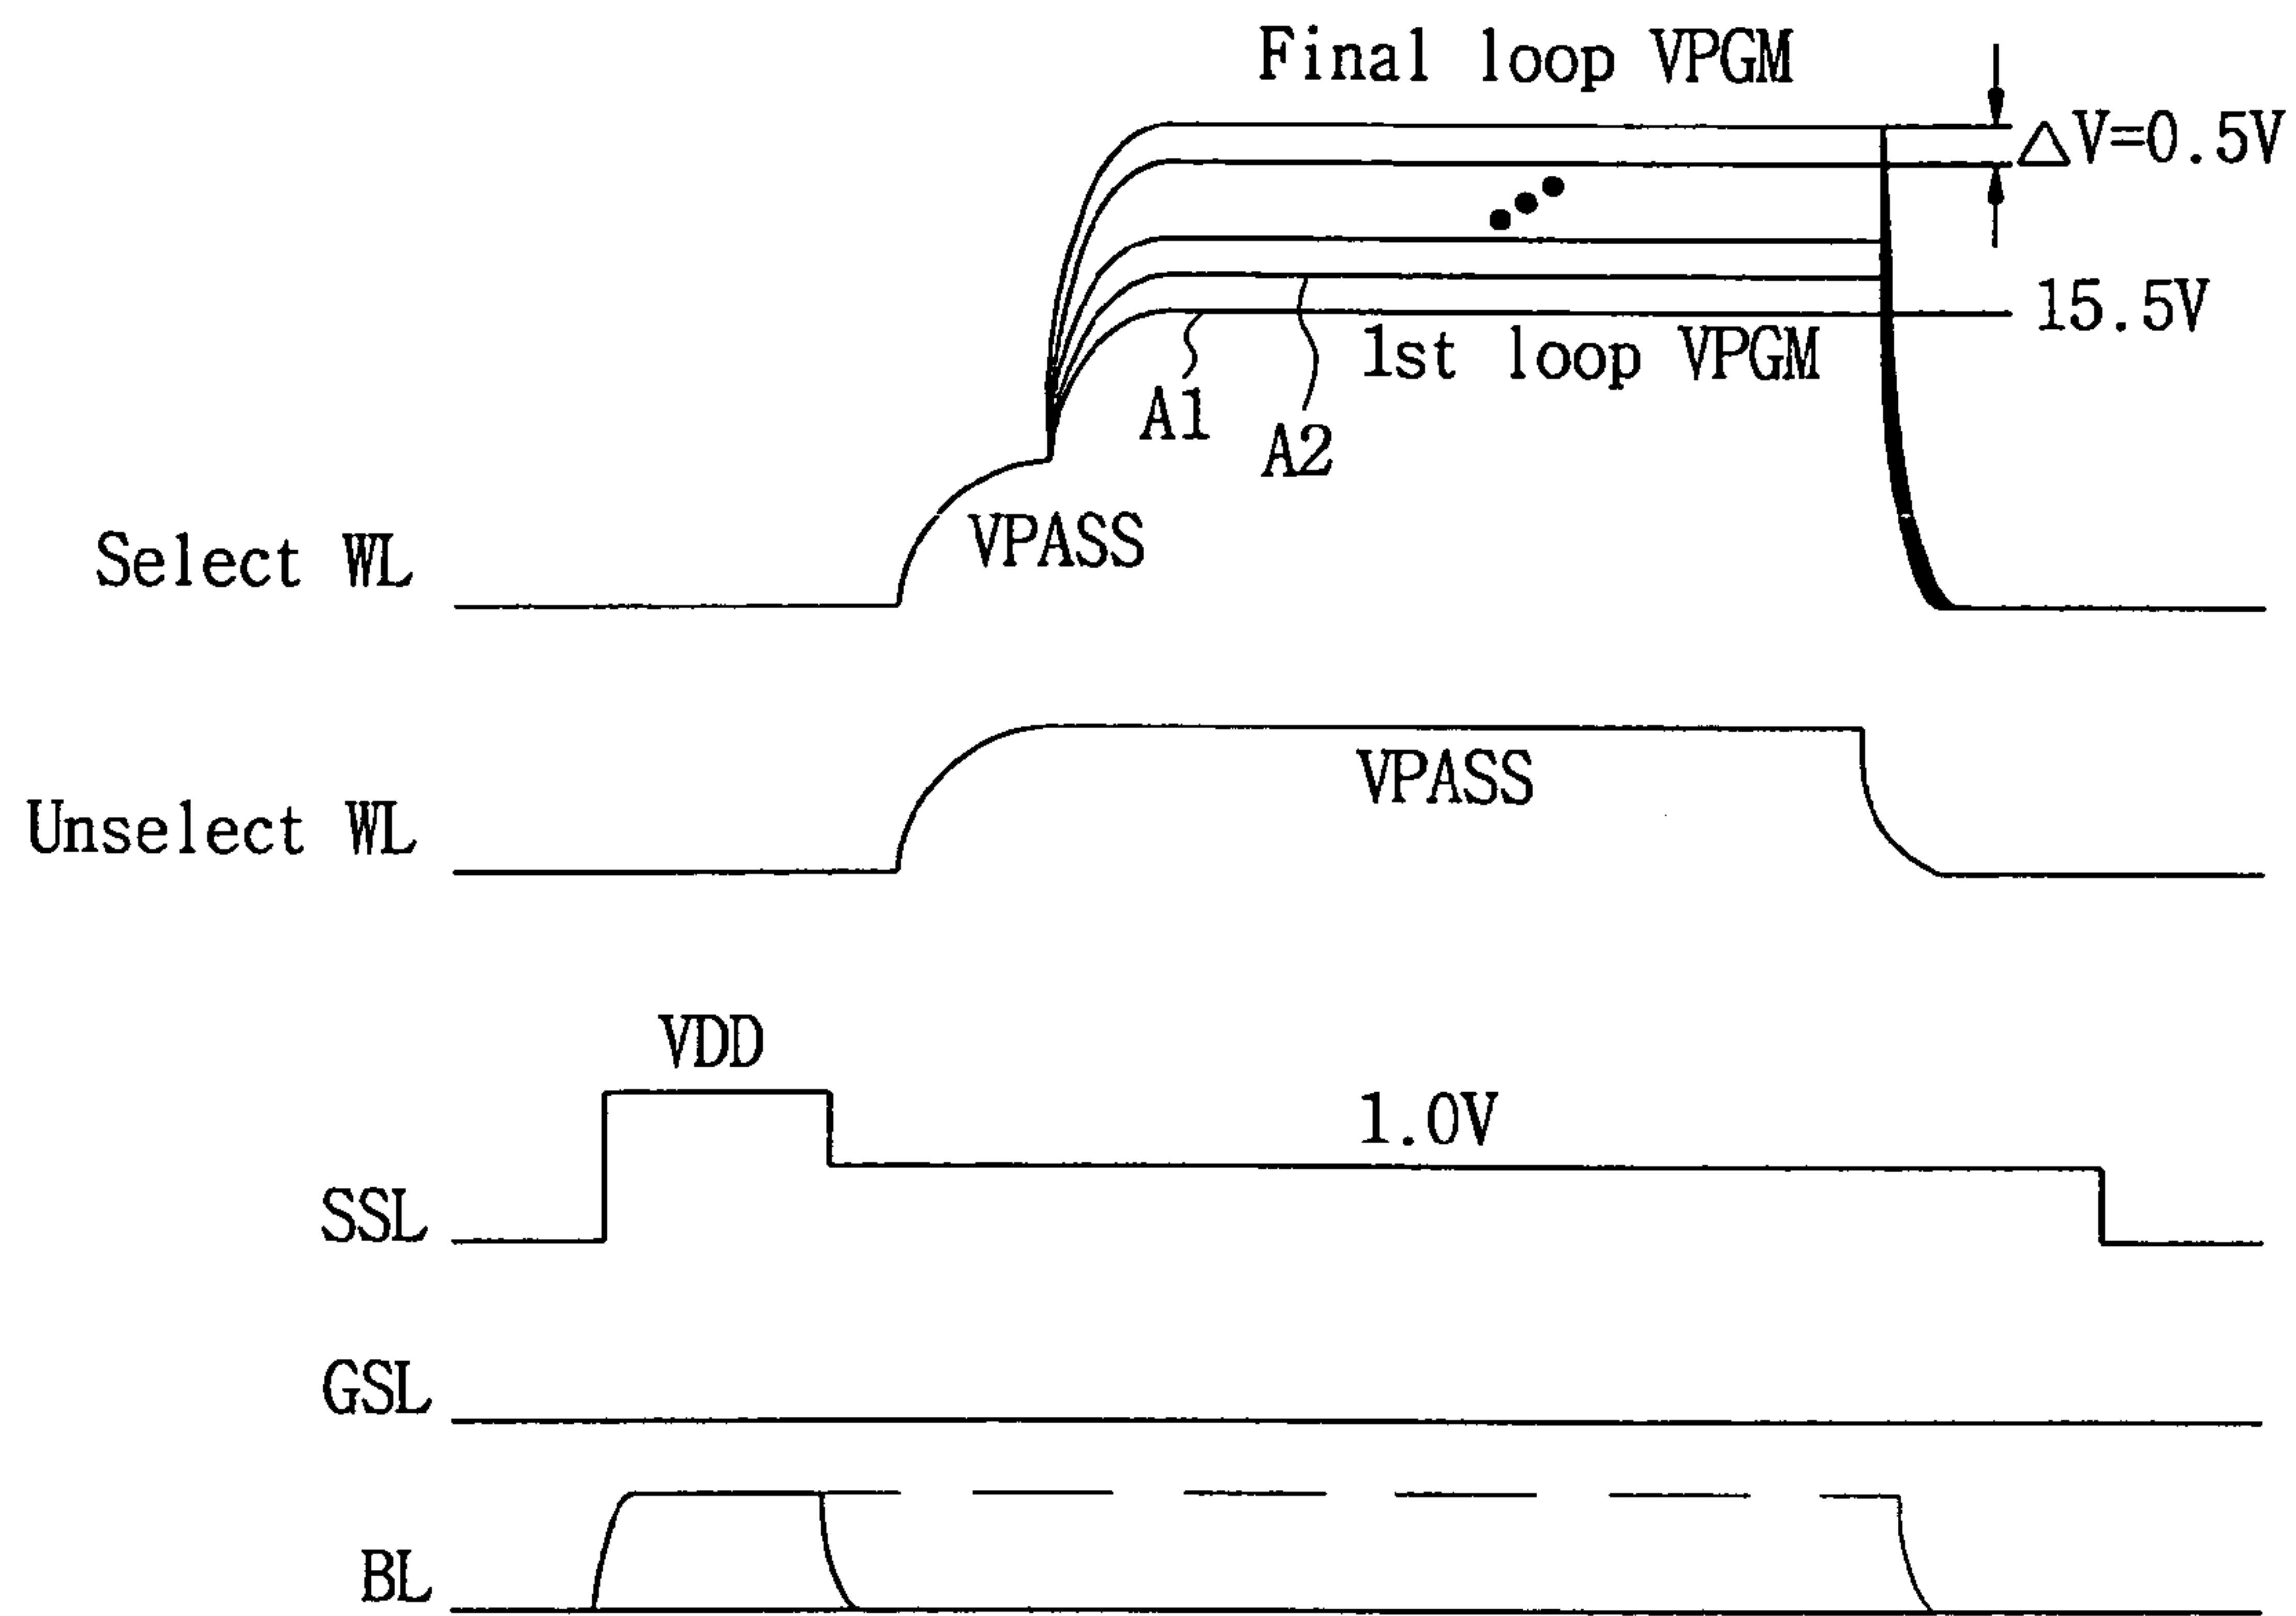 Final loop VPGM
△V=0.5V
15.5V
1st loop VPGM
A1
A2
VPASS
Select WL
VPASS
Unselect WL
VDD
1.0V
SSL
GSL
BL